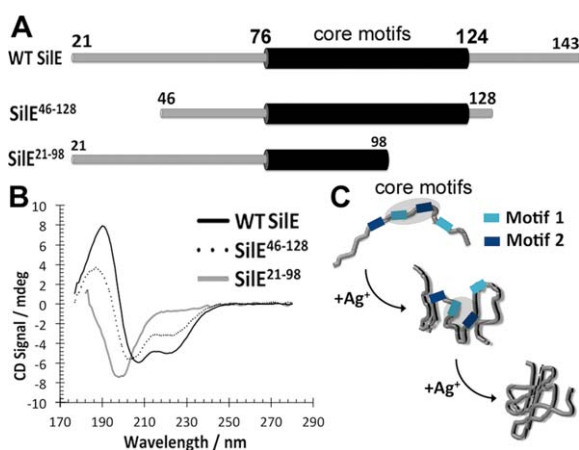 A
21 76 core motifs 124 143
WT SilE
46 128
SilE⁴⁶⁻¹²⁸
21 98
SilE²¹⁻⁹⁸
B
10
8
6
4
2
0
-2
-4
-6
-8
-10
CD Signal / mdeg
WT SilE
SilE⁴⁶⁻¹²⁸
SilE²¹⁻⁹⁸
170 190 210 230 250 270 290
Wavelength / nm
C
core motifs
Motif 1
Motif 2
+Ag⁺
+Ag⁺